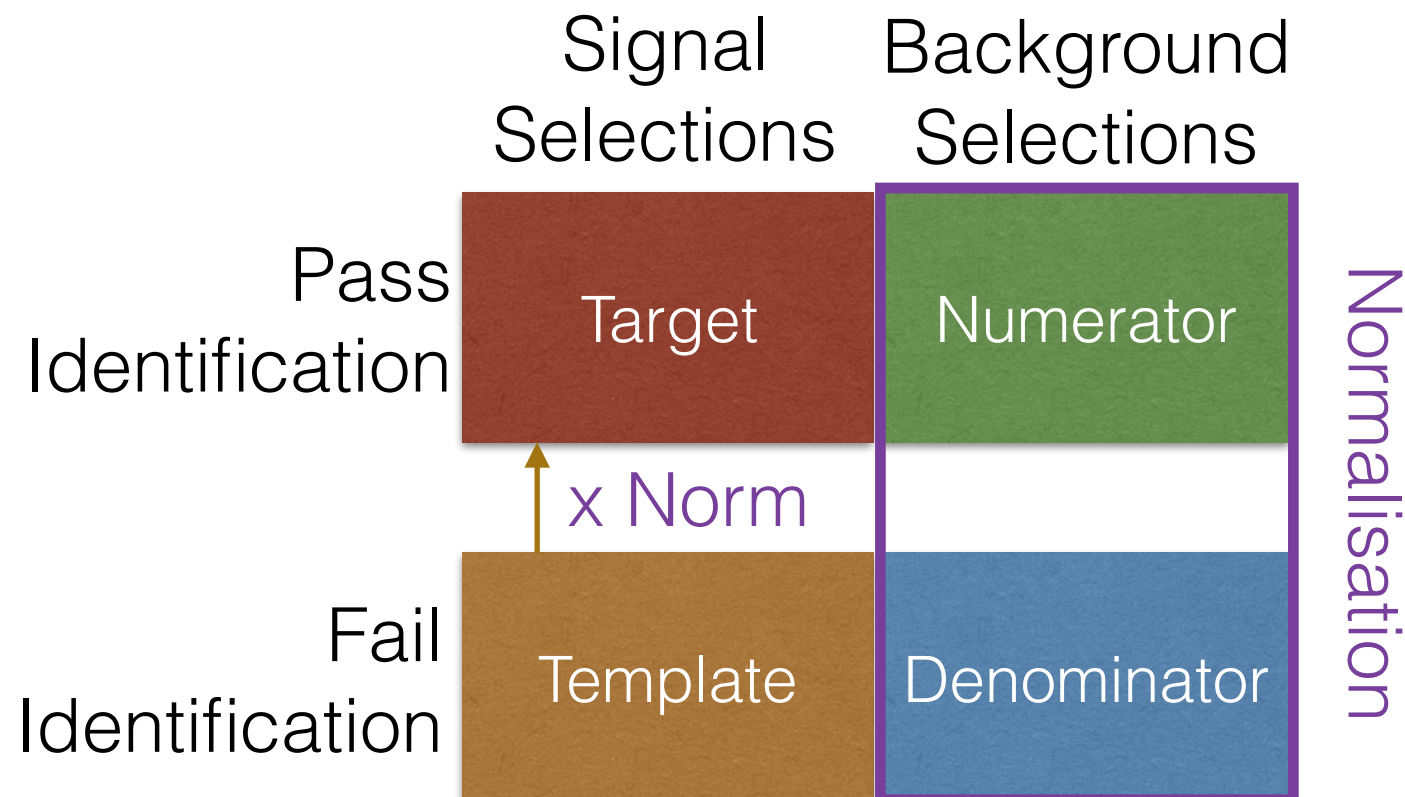 Signal
Selections
Background
Selections
Pass
Identification
Target
Numerator
x Norm
Normalisation
Fail
Identification
Template
Denominator